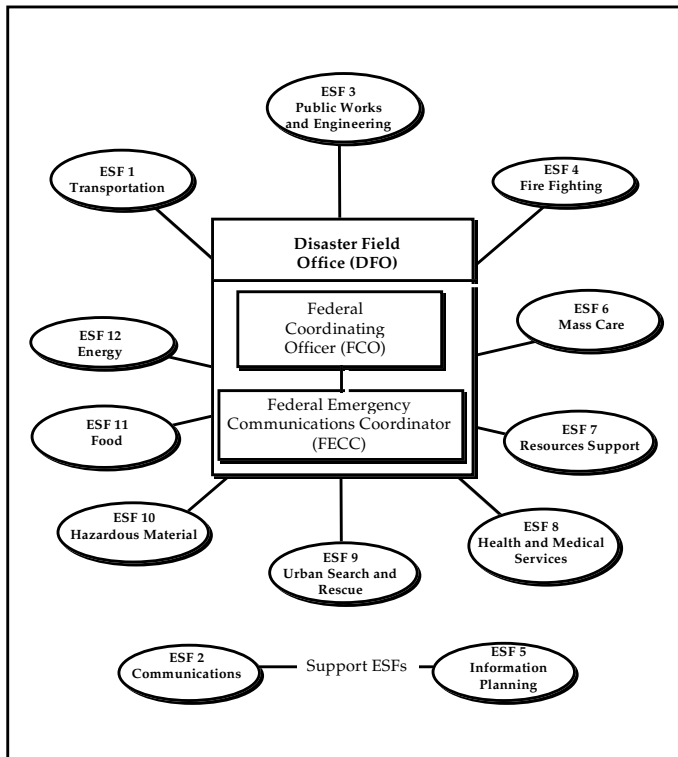 ESF 3
Public Works
and Engineering
ESF 1
Transportation
ESF 4
Fire Fighting
Disaster Field
Office (DFO)
Federal
Coordinating
Officer (FCO)
ESF 6
Mass Care
ESF 12
Energy
Federal Emergency
Communications Coordinator
(FECC)
ESF 11
Food
ESF 7
Resources Support
ESF 10
Hazardous Material
ESF 8
Health and Medical
Services
ESF 9
Urban Search and
Rescue
ESF 2
Communications
Support ESFs
ESF 5
Information
Planning